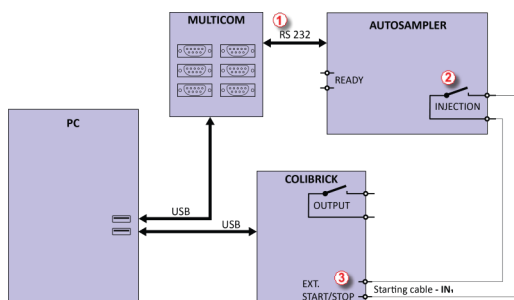 MULTICOM
1
RS 232
AUTOSAMPLER
READY
2
INJECTION
PC
USB
USB
COLIBRICK
OUTPUT
3
EXT.
START/STOP
Starting cable - IN1